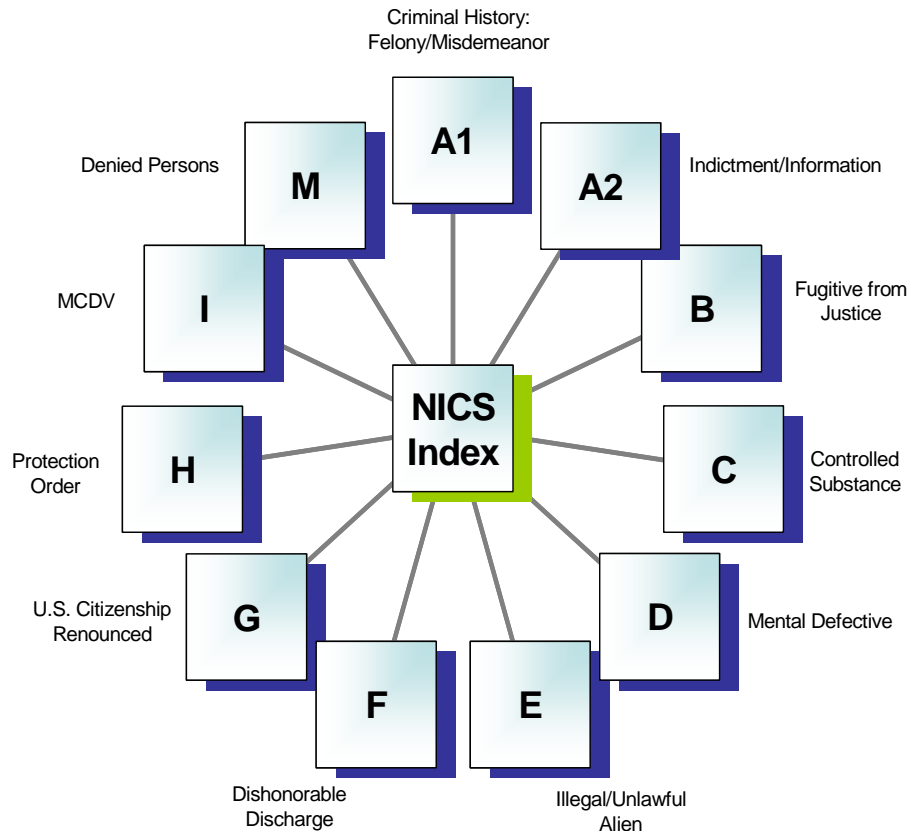 Criminal History:
Felony/Misdemeanor
A1
Denied Persons
M
A2
Indictment/Information
MCDV
I
B
Fugitive from
Justice
NICS
Index
Protection
Order
H
C
Controlled
Substance
U.S. Citizenship
Renounced
G
D
Mental Defective
F
E
Dishonorable
Discharge
Illegal/Unlawful
Alien